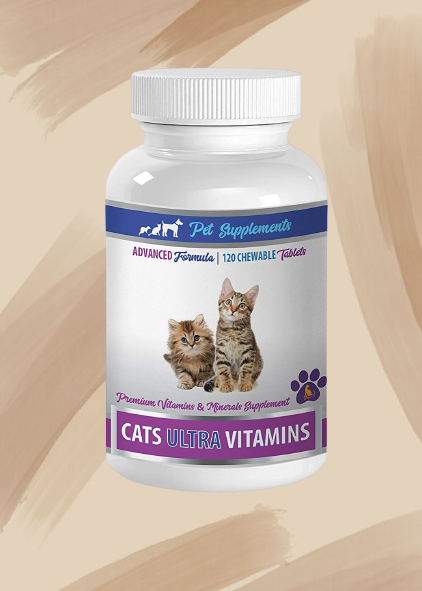 Pet Supplements
ADVANCED Formula | 120 CHEWABLE Tablets
Premium Vitamins & Minerals Supplement
CATS ULTRA VITAMINS